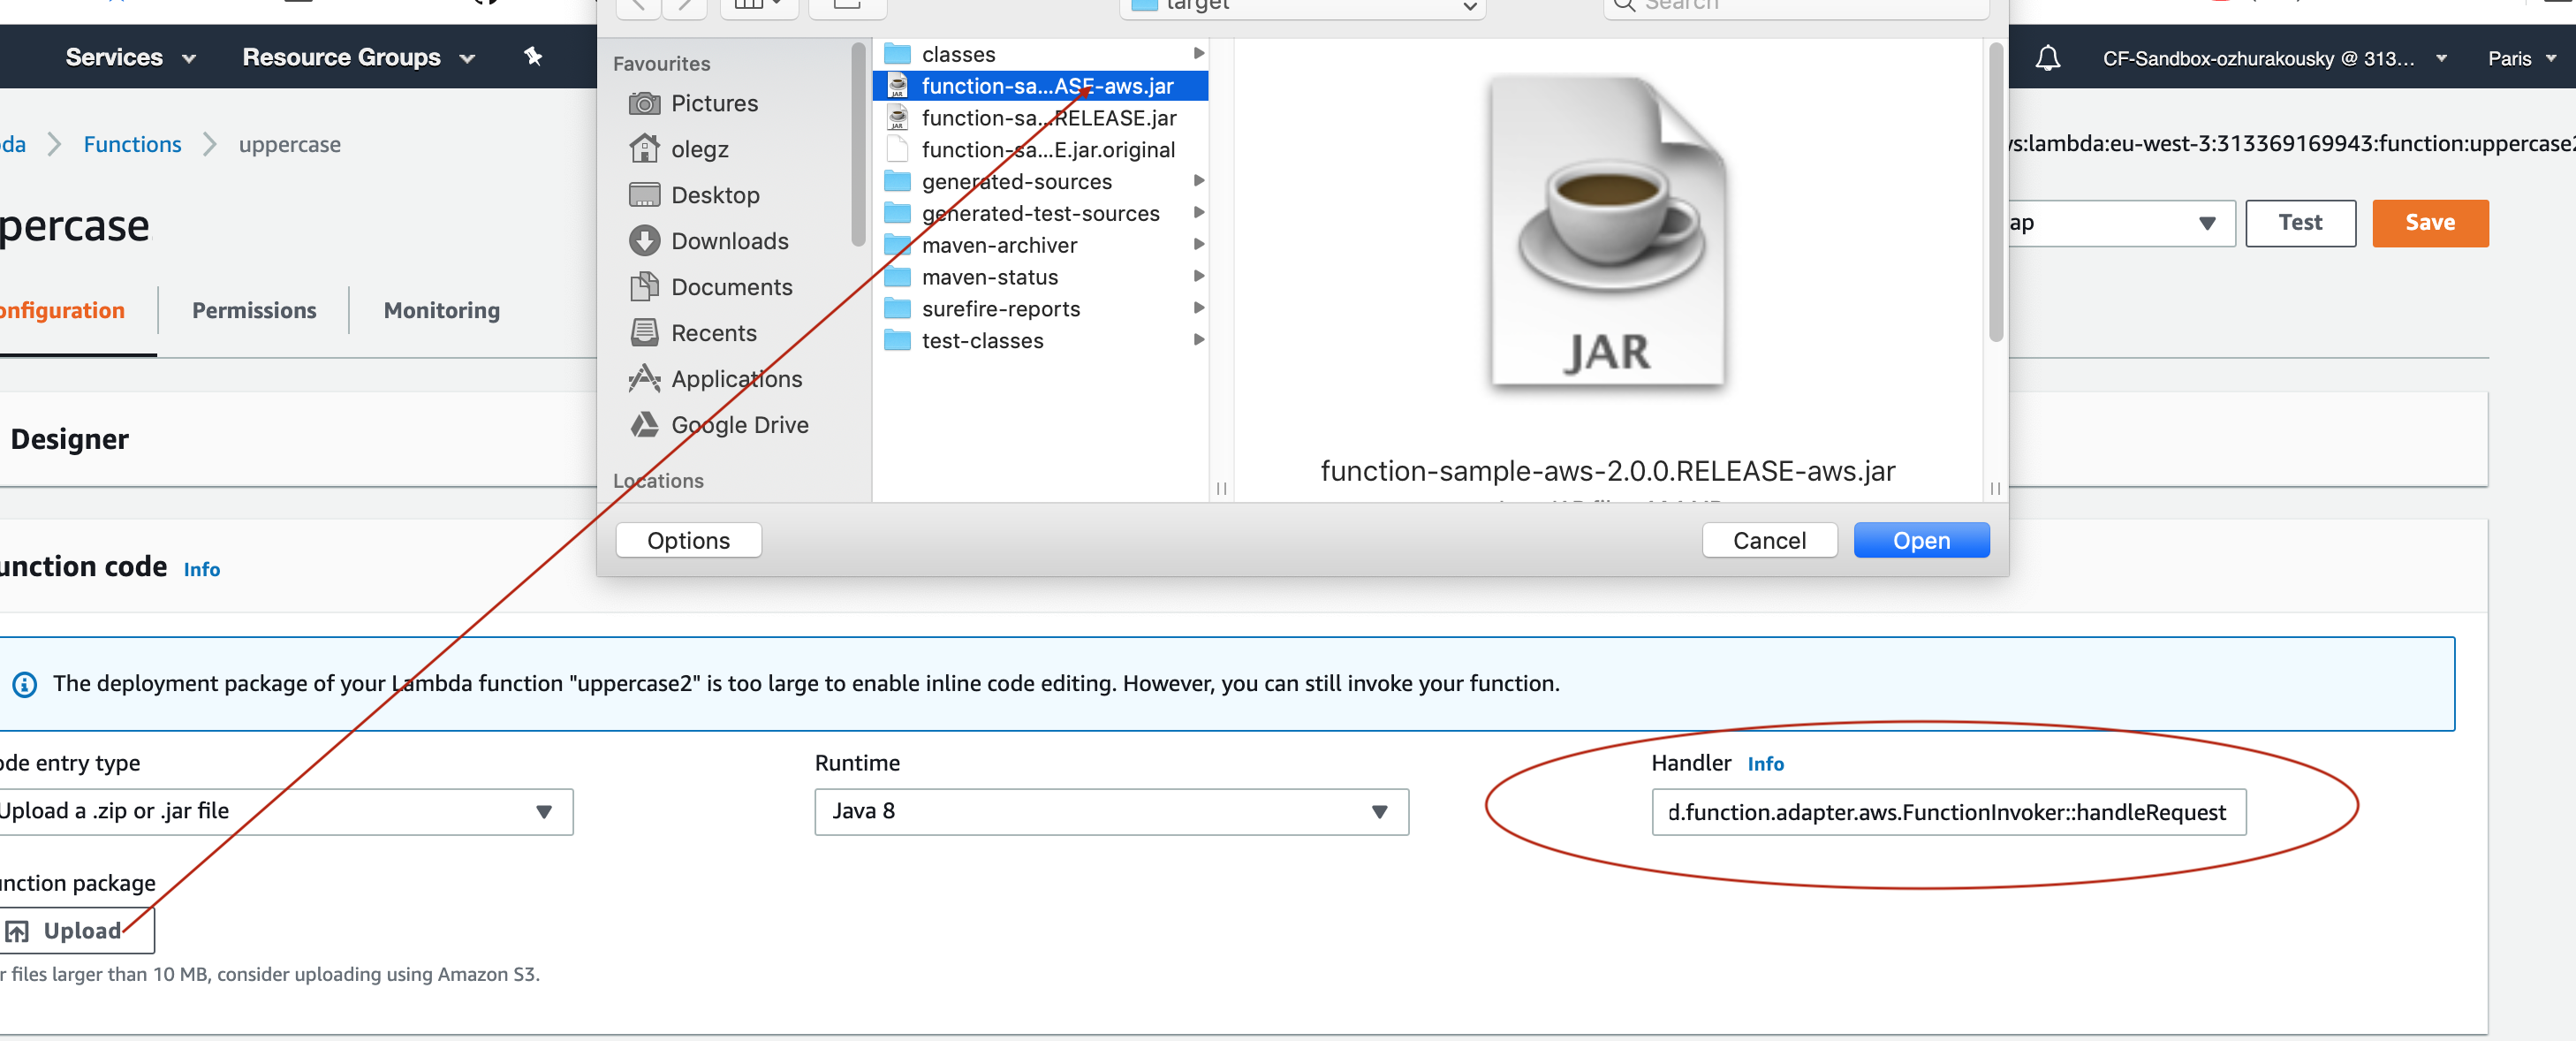 target
Search
Services
Resource Groups
CF-Sandbox-ozhurakousky @ 313...
Paris
Favourites
Pictures
olegz
Desktop
Downloads
Documents
Recents
Applications
Google Drive
Locations
classes
function-sa...ASE-aws.jar
function-sa...RELEASE.jar
function-sa...E.jar.original
generated-sources
generated-test-sources
maven-archiver
maven-status
surefire-reports
test-classes
JAR
function-sample-aws-2.0.0.RELEASE-aws.jar
Options
Cancel
Open
da
Functions
uppercase
s:lambda:eu-west-3:313369169943:function:uppercase2
ppercase
ap
Test
Save
onfiguration
Permissions
Monitoring
Designer
unction code Info
The deployment package of your Lambda function "uppercase2" is too large to enable inline code editing. However, you can still invoke your function.
ode entry type
Upload a .zip or .jar file
Runtime
Java 8
Handler Info
d.function.adapter.aws.FunctionInvoker::handleRequest
unction package
Upload
r files larger than 10 MB, consider uploading using Amazon S3.